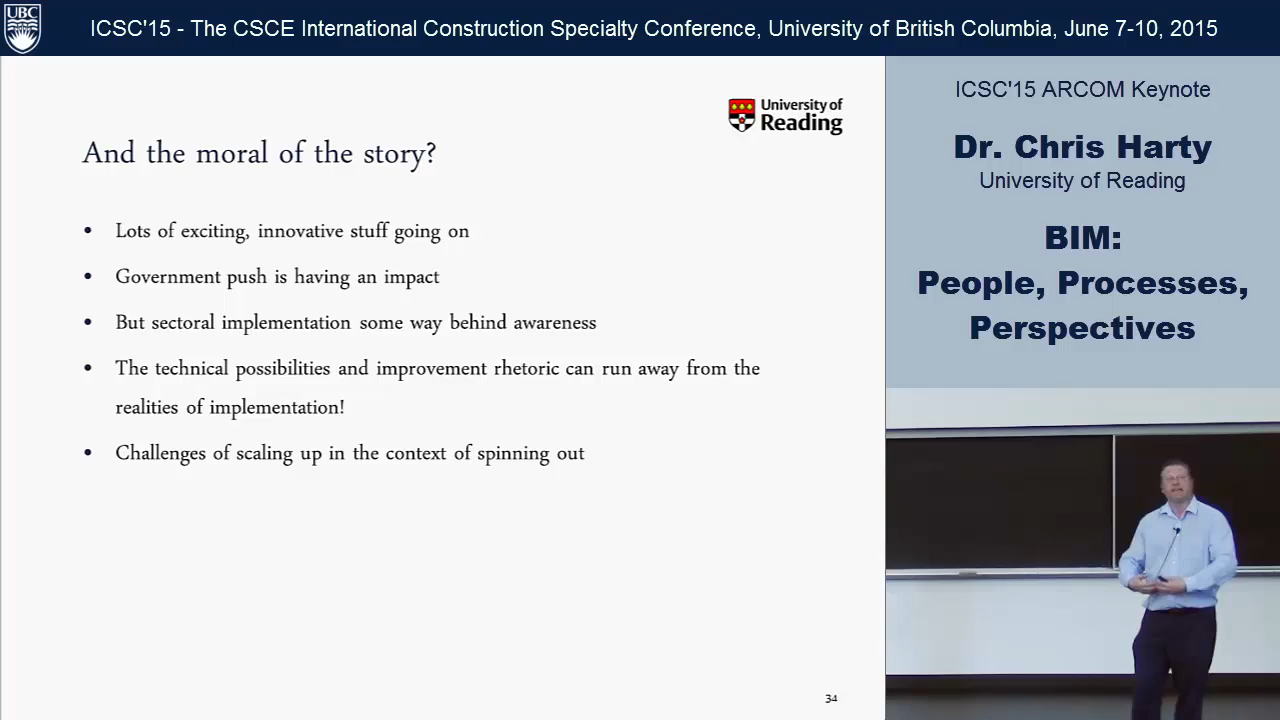 UBC
ICSC'15 - The CSCE International Construction Specialty Conference, University of British Columbia, June 7-10, 2015
University of
Reading
And the moral of the story?
• Lots of exciting, innovative stuff going on
• Government push is having an impact
• But sectoral implementation some way behind awareness
• The technical possibilities and improvement rhetoric can run away from the
realities of implementation!
• Challenges of scaling up in the context of spinning out
34
ICSC'15 ARCOM Keynote
Dr. Chris Harty
University of Reading
BIM:
People, Processes,
Perspectives